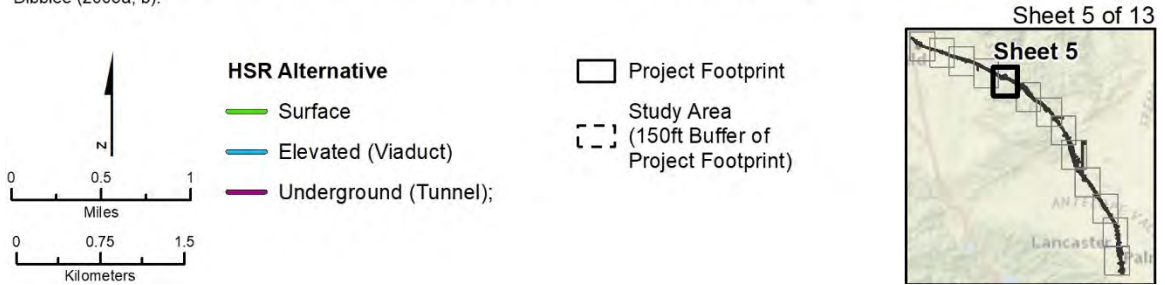 Sheet 5 of 13
N
0 0.5 1
Miles
0 0.75 1.5
Kilometers
HSR Alternative
Surface
Elevated (Viaduct)
Underground (Tunnel);
Project Footprint
Study Area
(150ft Buffer of
Project Footprint)
Sheet 5
Lancaster